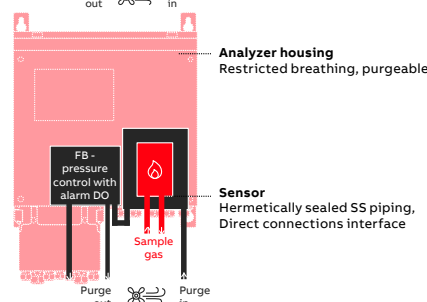 out in
Analyzer housing
Restricted breathing, purgeable
FB -
pressure
control with
alarm DO
Sensor
Hermetically sealed SS piping,
Direct connections interface
Sample
gas
Purge Purge
out in